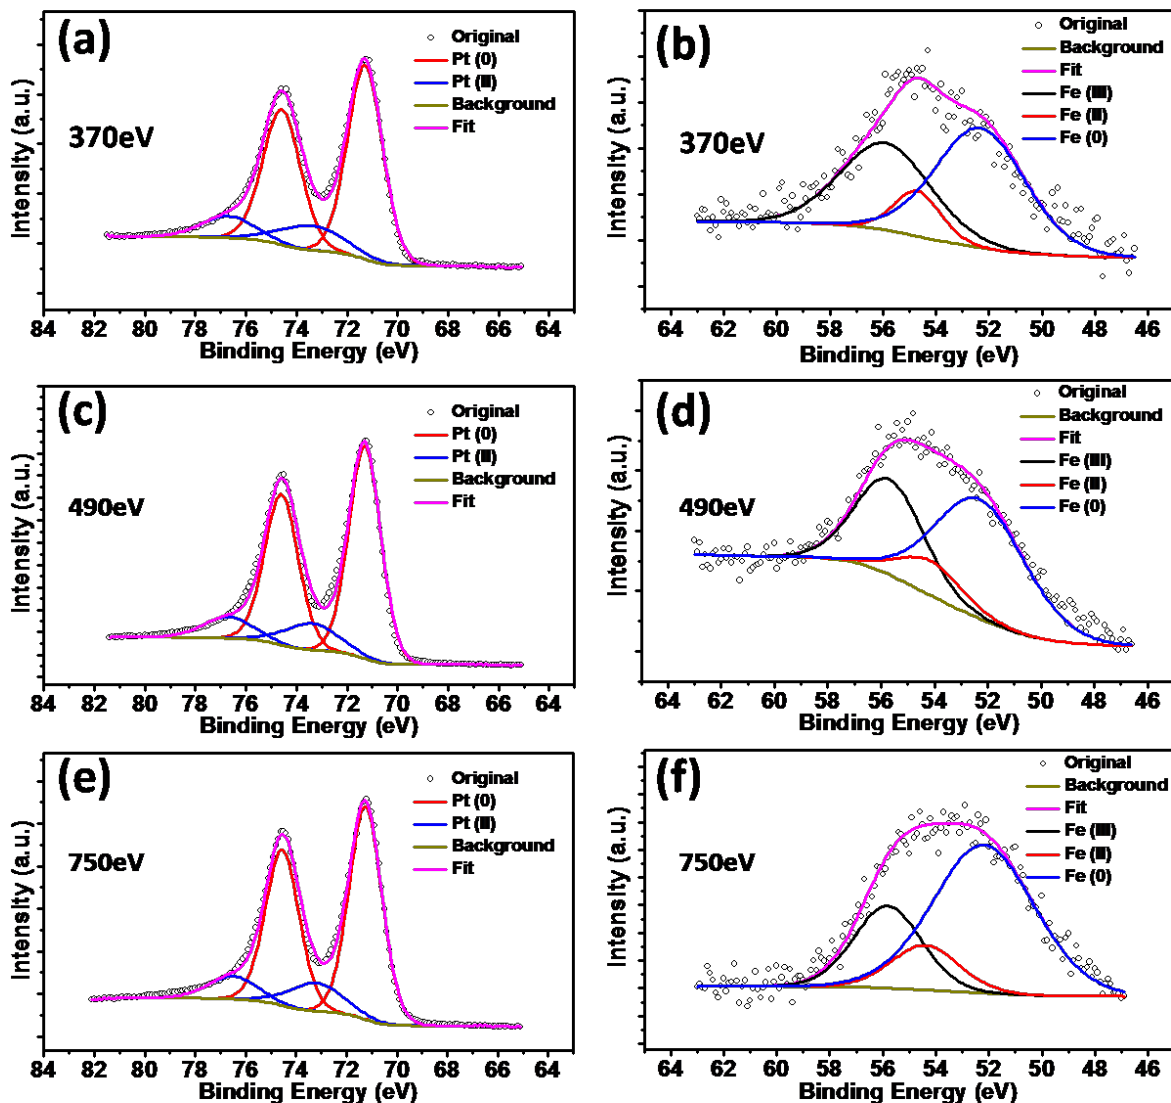 (a)
Original
Pt (0)
Pt (II)
Background
Fit
370eV
Intensity (a.u.)
84 82 80 78 76 74 72 70 68 66 64
Binding Energy (eV)
(b)
Original
Background
Fit
Fe (III)
Fe (II)
Fe (0)
370eV
Intensity (a.u.)
62 60 58 56 54 52 50 48 46
Binding Energy (eV)
(c)
Original
Pt (0)
Pt (II)
Background
Fit
490eV
Intensity (a.u.)
84 82 80 78 76 74 72 70 68 66 64
Binding Energy (eV)
(d)
Original
Background
Fit
Fe (III)
Fe (II)
Fe (0)
490eV
Intensity (a.u.)
62 60 58 56 54 52 50 48 46
Binding Energy (eV)
(e)
Original
Pt (0)
Pt (II)
Background
Fit
750eV
Intensity (a.u.)
84 82 80 78 76 74 72 70 68 66 64
Binding Energy (eV)
(f)
Original
Background
Fit
Fe (III)
Fe (II)
Fe (0)
750eV
Intensity (a.u.)
62 60 58 56 54 52 50 48 46
Binding Energy (eV)